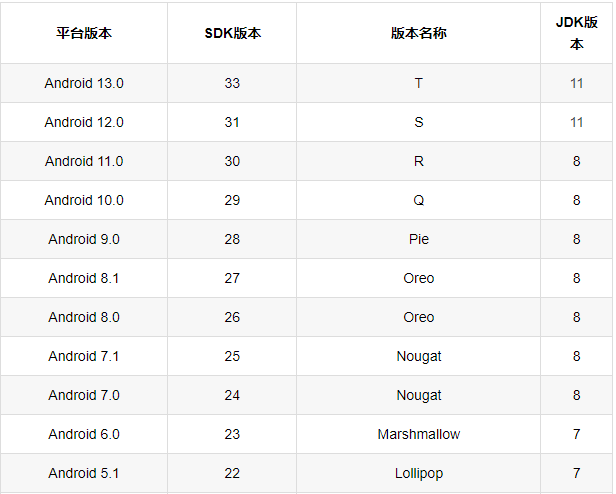 平台版本 SDK版本 版本名称 JDK版本
Android 13.0 33 T 11
Android 12.0 31 S 11
Android 11.0 30 R 8
Android 10.0 29 Q 8
Android 9.0 28 Pie 8
Android 8.1 27 Oreo 8
Android 8.0 26 Oreo 8
Android 7.1 25 Nougat 8
Android 7.0 24 Nougat 8
Android 6.0 23 Marshmallow 7
Android 5.1 22 Lollipop 7